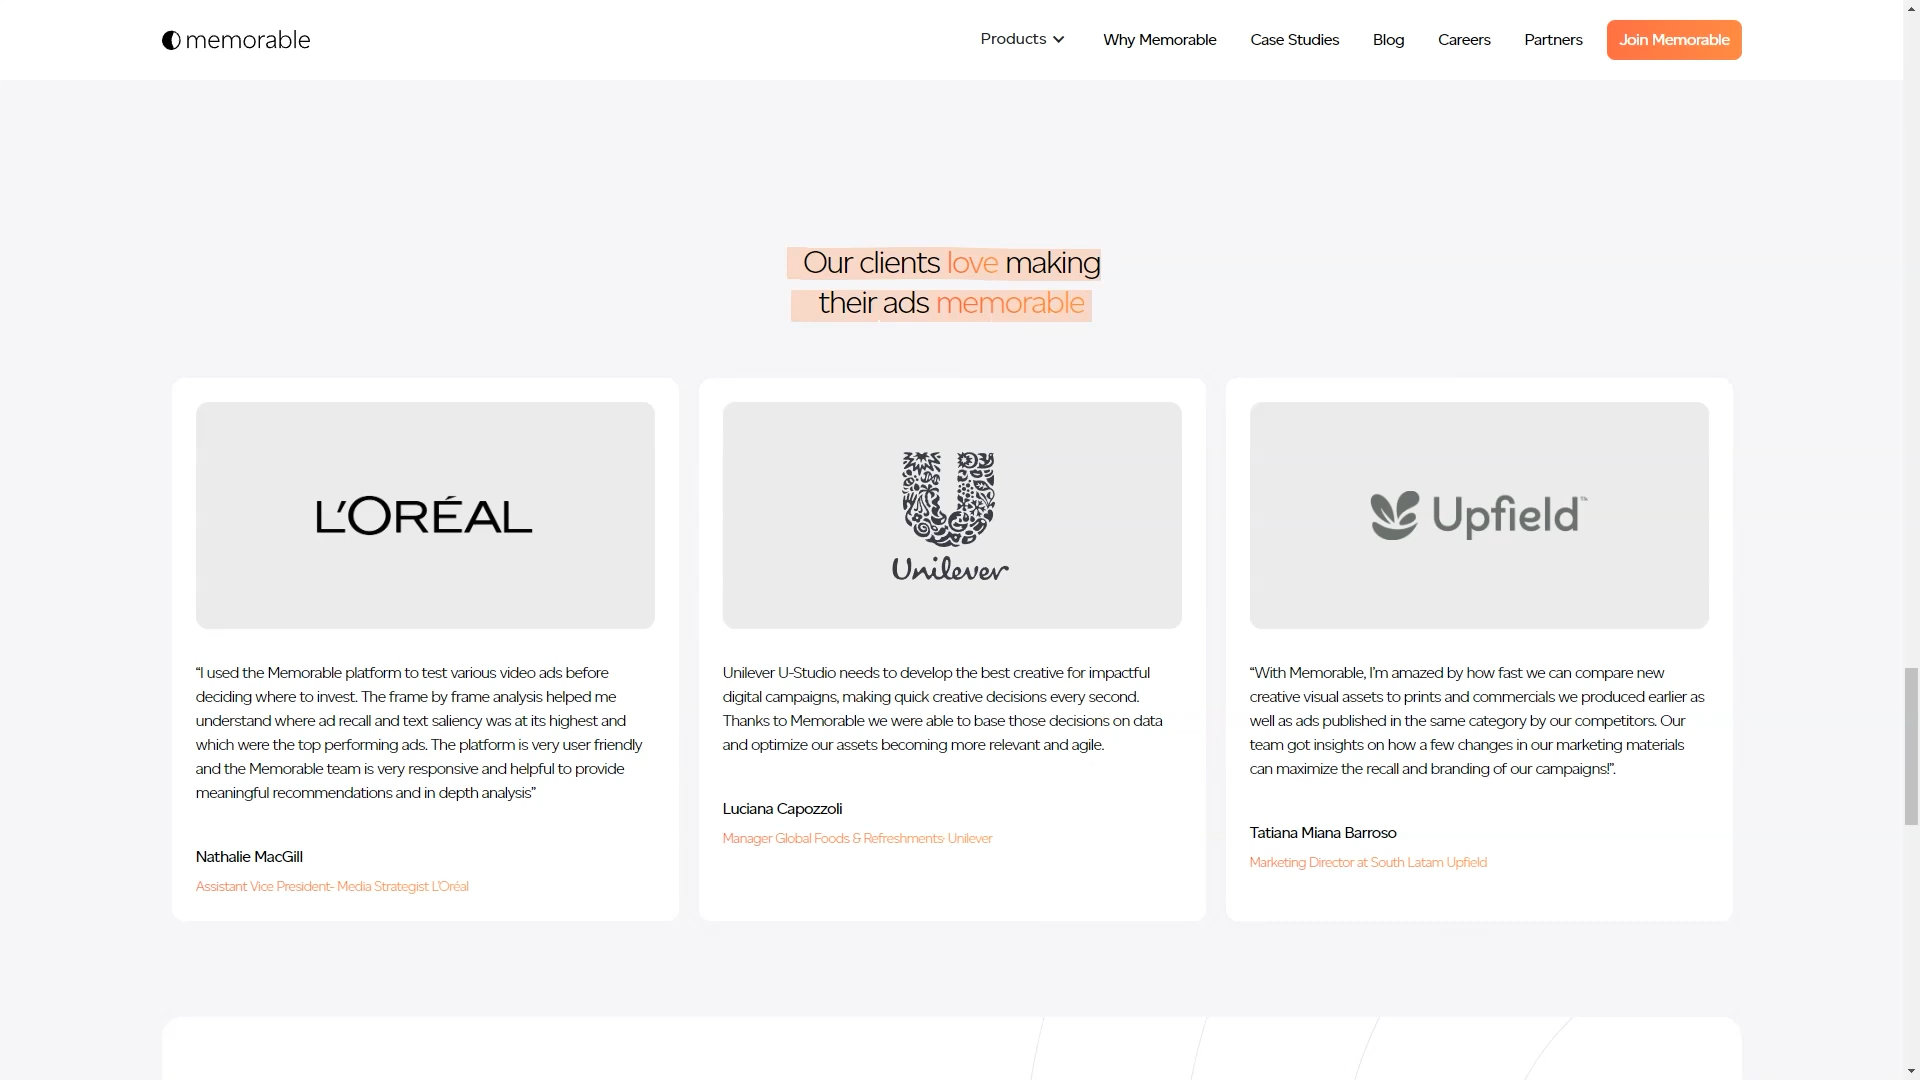 memorable
Products
Why Memorable
Case Studies
Blog
Careers
Partners
Join Memorable
Our clients love making
their ads memorable
L'ORÉAL
“I used the Memorable platform to test various video ads before
deciding where to invest. The frame by frame analysis helped me
understand where ad recall and text saliency was at its highest and
which were the top performing ads. The platform is very user friendly
and the Memorable team is very responsive and helpful to provide
meaningful recommendations and in depth analysis”
Nathalie MacGill
Assistant Vice President- Media Strategist L'Oréal
Unilever
Unilever U-Studio needs to develop the best creative for impactful
digital campaigns, making quick creative decisions every second.
Thanks to Memorable we were able to base those decisions on data
and optimize our assets becoming more relevant and agile.
Luciana Capozzoli
Manager Global Foods & Refreshments· Unilever
Upfield™
“With Memorable, I'm amazed by how fast we can compare new
creative visual assets to prints and commercials we produced earlier as
well as ads published in the same category by our competitors. Our
team got insights on how a few changes in our marketing materials
can maximize the recall and branding of our campaigns!”.
Tatiana Miana Barroso
Marketing Director at South Latam Upfield